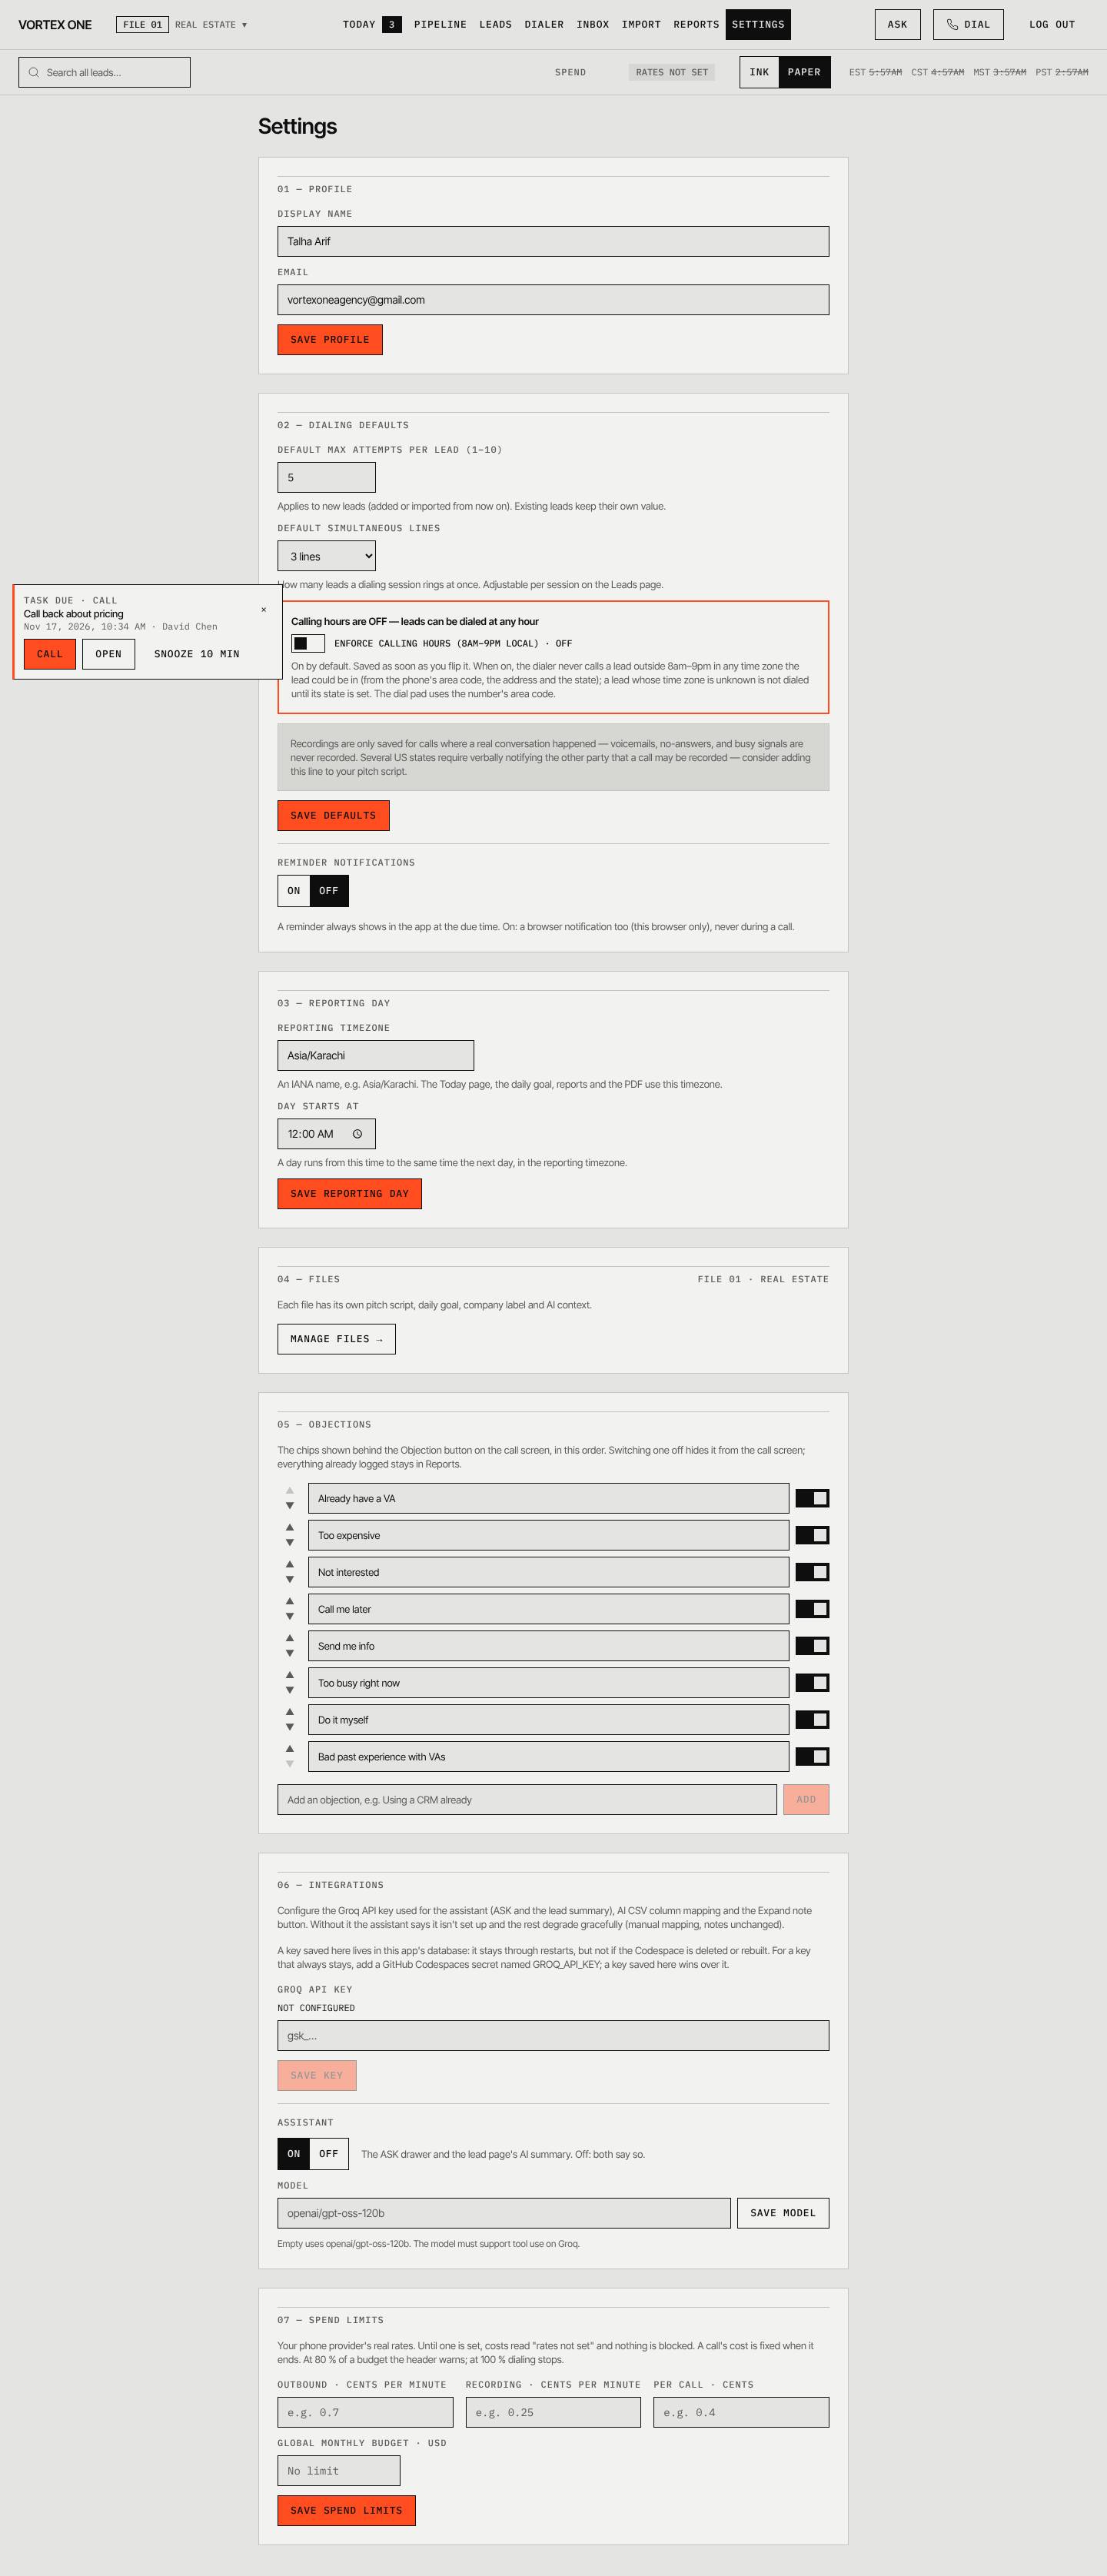 VORTEX ONE
FILE 01 REAL ESTATE ▾
TODAY 3 PIPELINE LEADS DIALER INBOX IMPORT REPORTS SETTINGS
ASK DIAL LOG OUT
Search all leads...
SPEND RATES NOT SET
INK PAPER
EST 5:57AM CST 4:57AM MST 3:57AM PST 2:57AM
Settings
01 — PROFILE
DISPLAY NAME
Talha Arif
EMAIL
vortexoneagency@gmail.com
SAVE PROFILE
02 — DIALING DEFAULTS
DEFAULT MAX ATTEMPTS PER LEAD (1–10)
5
Applies to new leads (added or imported from now on). Existing leads keep their own value.
DEFAULT SIMULTANEOUS LINES
3 lines
How many leads a dialing session rings at once. Adjustable per session on the Leads page.
TASK DUE · CALL
×
Call back about pricing
Nov 17, 2026, 10:34 AM · David Chen
CALL OPEN SNOOZE 10 MIN
Calling hours are OFF — leads can be dialed at any hour
ENFORCE CALLING HOURS (8AM–9PM LOCAL) · OFF
On by default. Saved as soon as you flip it. When on, the dialer never calls a lead outside 8am–9pm in any time zone the
lead could be in (from the phone's area code, the address and the state); a lead whose time zone is unknown is not dialed
until its state is set. The dial pad uses the number's area code.
Recordings are only saved for calls where a real conversation happened — voicemails, no-answers, and busy signals are
never recorded. Several US states require verbally notifying the other party that a call may be recorded — consider adding
this line to your pitch script.
SAVE DEFAULTS
REMINDER NOTIFICATIONS
ON OFF
A reminder always shows in the app at the due time. On: a browser notification too (this browser only), never during a call.
03 — REPORTING DAY
REPORTING TIMEZONE
Asia/Karachi
An IANA name, e.g. Asia/Karachi. The Today page, the daily goal, reports and the PDF use this timezone.
DAY STARTS AT
12:00 AM
A day runs from this time to the same time the next day, in the reporting timezone.
SAVE REPORTING DAY
04 — FILES
FILE 01 · REAL ESTATE
Each file has its own pitch script, daily goal, company label and AI context.
MANAGE FILES →
05 — OBJECTIONS
The chips shown behind the Objection button on the call screen, in this order. Switching one off hides it from the call screen;
everything already logged stays in Reports.
Already have a VA
Too expensive
Not interested
Call me later
Send me info
Too busy right now
Do it myself
Bad past experience with VAs
Add an objection, e.g. Using a CRM already
ADD
06 — INTEGRATIONS
Configure the Groq API key used for the assistant (ASK and the lead summary), AI CSV column mapping and the Expand note
button. Without it the assistant says it isn't set up and the rest degrade gracefully (manual mapping, notes unchanged).
A key saved here lives in this app's database: it stays through restarts, but not if the Codespace is deleted or rebuilt. For a key
that always stays, add a GitHub Codespaces secret named GROQ_API_KEY; a key saved here wins over it.
GROQ API KEY
NOT CONFIGURED
gsk_...
SAVE KEY
ASSISTANT
ON OFF
The ASK drawer and the lead page's AI summary. Off: both say so.
MODEL
openai/gpt-oss-120b
SAVE MODEL
Empty uses openai/gpt-oss-120b. The model must support tool use on Groq.
07 — SPEND LIMITS
Your phone provider's real rates. Until one is set, costs read "rates not set" and nothing is blocked. A call's cost is fixed when it
ends. At 80 % of a budget the header warns; at 100 % dialing stops.
OUTBOUND · CENTS PER MINUTE RECORDING · CENTS PER MINUTE PER CALL · CENTS
e.g. 0.7 e.g. 0.25 e.g. 0.4
GLOBAL MONTHLY BUDGET · USD
No limit
SAVE SPEND LIMITS